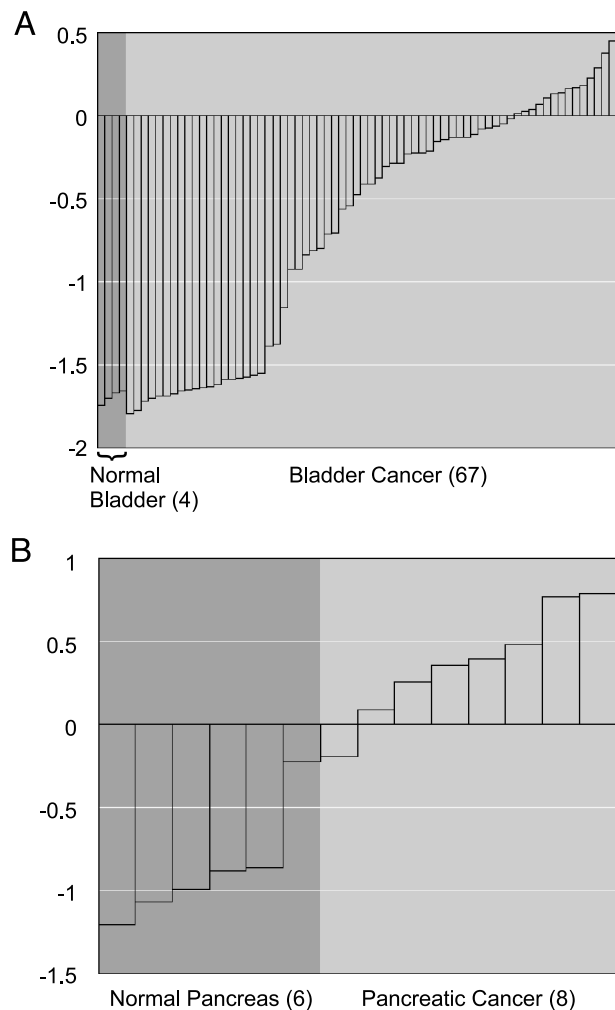 A
0.5
0
-0.5
-1
-1.5
-2
Normal
Bladder (4)
Bladder Cancer (67)
B
1
0.5
0
-0.5
-1
-1.5
Normal Pancreas (6)
Pancreatic Cancer (8)